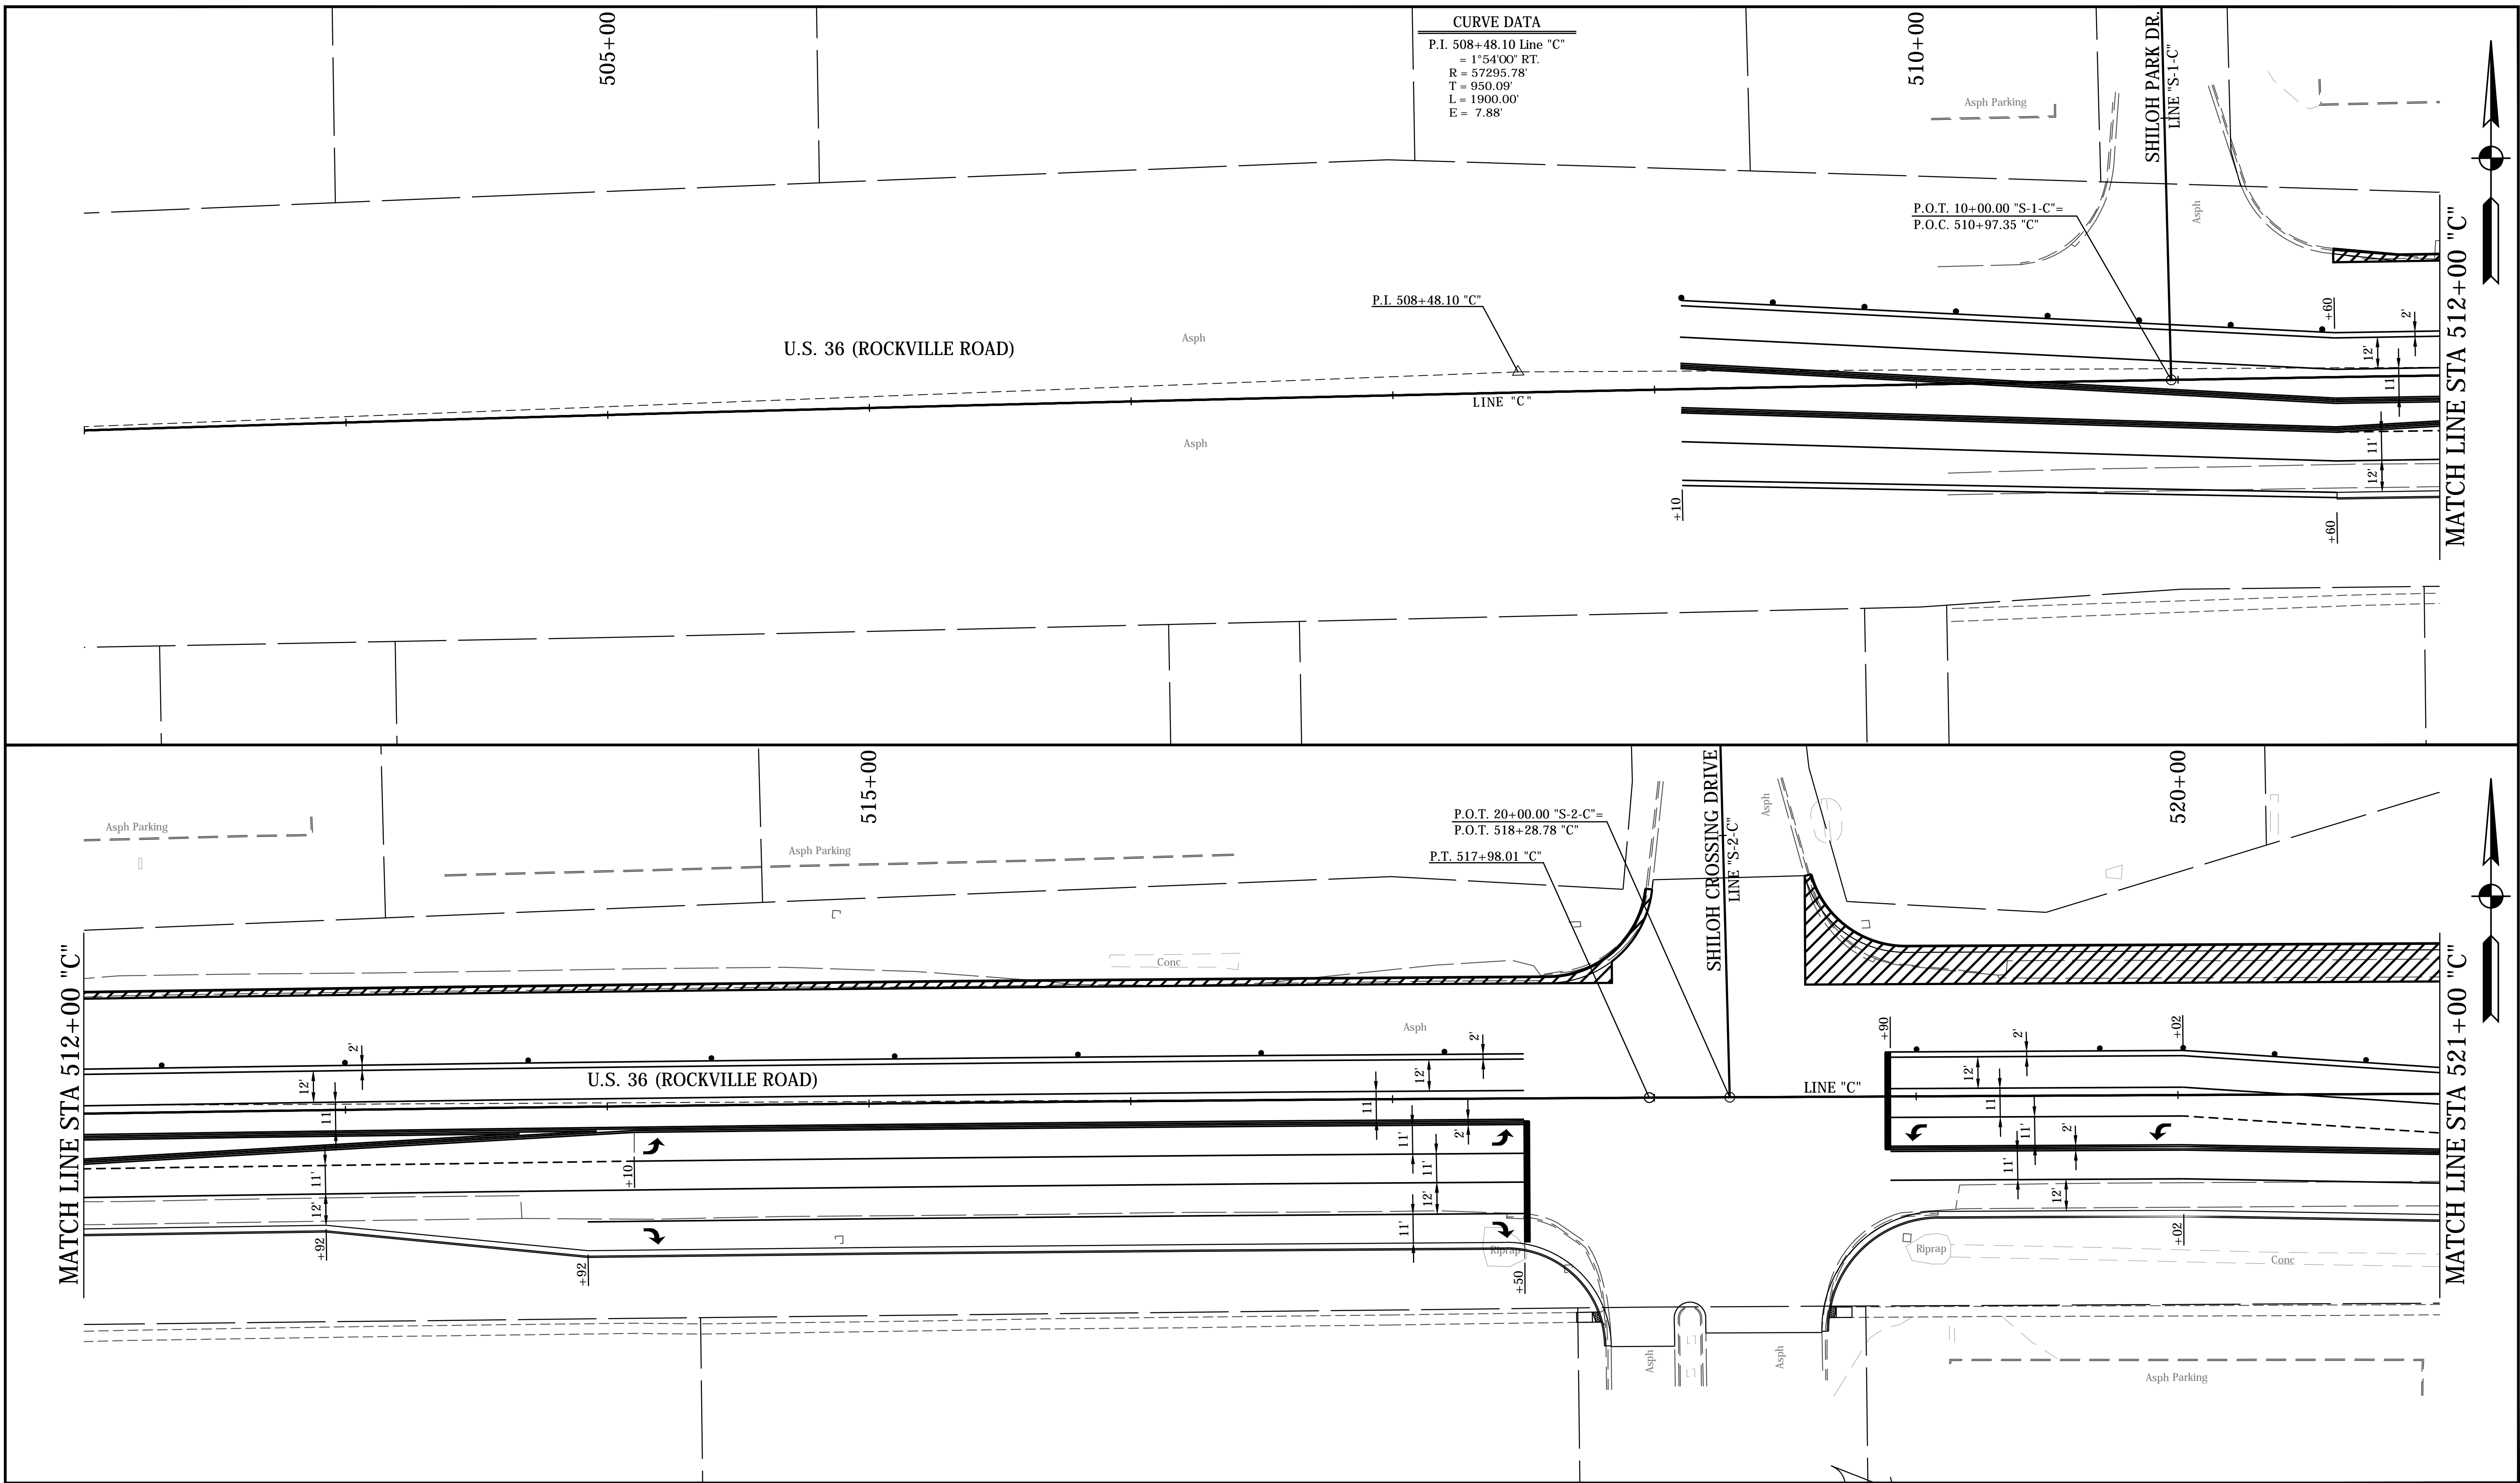 505+00
CURVE DATA
P.I. 508+48.10 Line "C"
= 1°54'00" RT.
R = 57295.78'
T = 950.09'
L = 1900.00'
E = 7.88'
510+00
SHILOH PARK DR.
LINE "S-1-C"
Asph Parking
P.O.T. 10+00.00 "S-1-C"=
P.O.C. 510+97.35 "C"
Asph
P.I. 508+48.10 "C"
U.S. 36 (ROCKVILLE ROAD)
Asph
LINE "C"
Asph
+10
+60
2'
12'
11
11'
12'
+60
MATCH LINE STA 512+00 "C"
515+00
520+00
SHILOH CROSSING DRIVE
LINE "S-2-C"
Asph
Asph Parking
Asph Parking
P.O.T. 20+00.00 "S-2-C"=
P.O.T. 518+28.78 "C"
P.T. 517+98.01 "C"
Conc
Asph
MATCH LINE STA 512+00 "C"
2'
12'
U.S. 36 (ROCKVILLE ROAD)
11
11'
12'
+92
+92
+10
2'
12'
11
11'
2'
11'
12'
11'
Riprap
+50
LINE "C"
+90
+02
2'
12'
11
11'
2'
11'
12'
+02
Riprap
Conc
Asph
Asph
Asph Parking
MATCH LINE STA 521+00 "C"